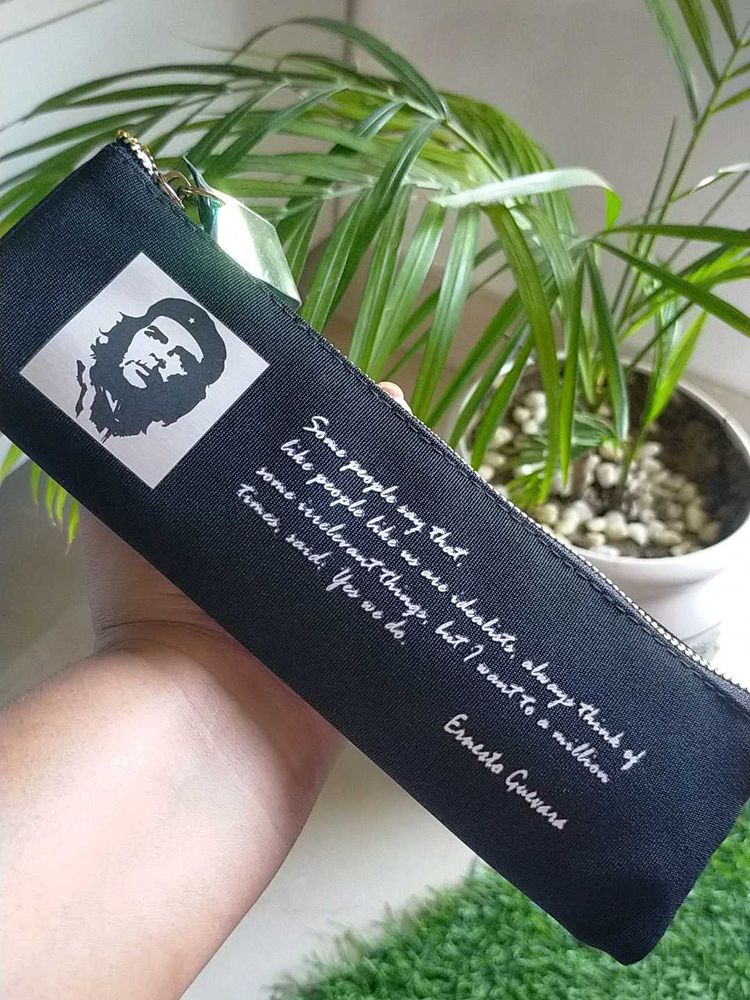 Some people say that,
like people like us are idealists, always think of
some irrelevant things, but I want to a million
times, said: Yes we do.
Ernesto Guevara